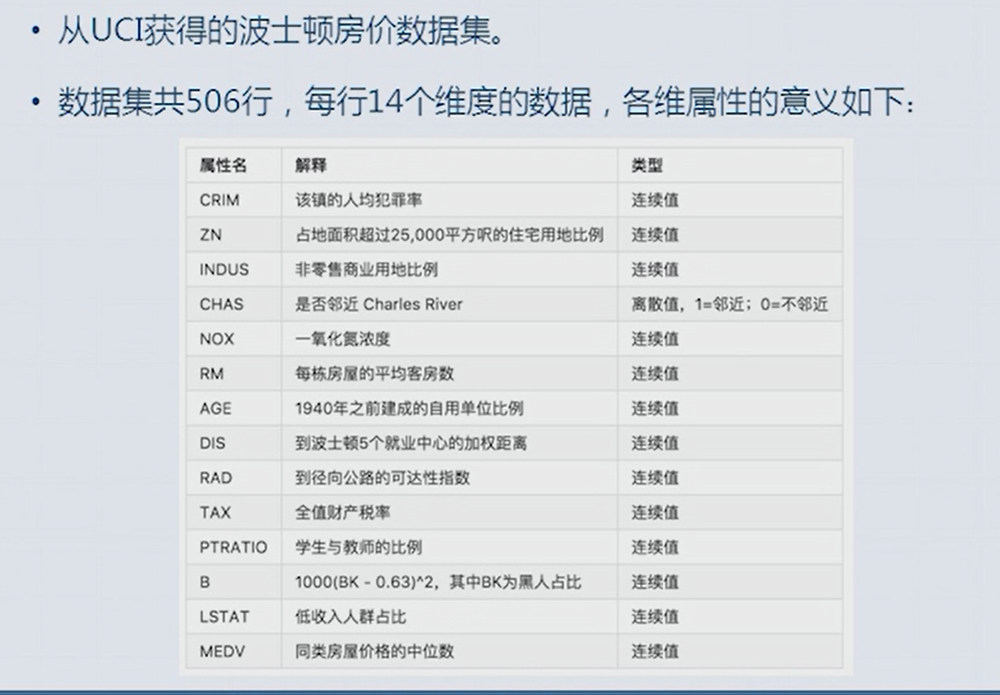 • 从UCI获得的波士顿房价数据集。
• 数据集共506行，每行14个维度的数据，各维属性的意义如下：
属性名 解释 类型
CRIM 该镇的人均犯罪率 连续值
ZN 占地面积超过25,000平方呎的住宅用地比例 连续值
INDUS 非零售商业用地比例 连续值
CHAS 是否邻近 Charles River 离散值，1=邻近；0=不邻近
NOX 一氧化氮浓度 连续值
RM 每栋房屋的平均客房数 连续值
AGE 1940年之前建成的自用单位比例 连续值
DIS 到波士顿5个就业中心的加权距离 连续值
RAD 到径向公路的可达性指数 连续值
TAX 全值财产税率 连续值
PTRATIO 学生与教师的比例 连续值
B 1000(BK - 0.63)^2，其中BK为黑人占比 连续值
LSTAT 低收入人群占比 连续值
MEDV 同类房屋价格的中位数 连续值